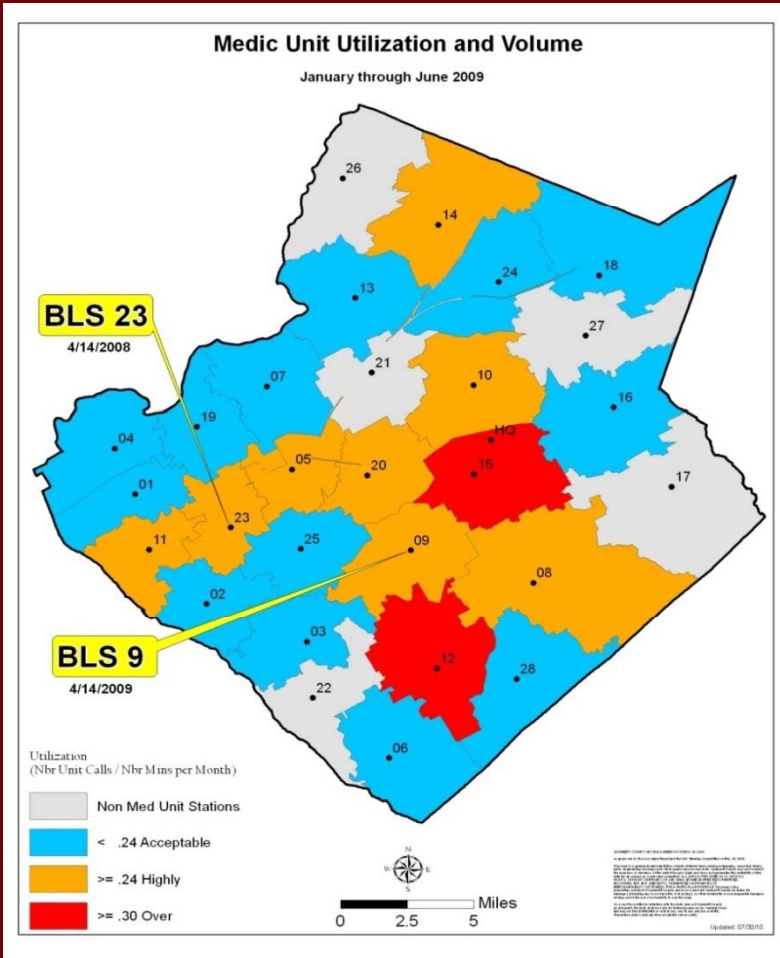 Medic Unit Utilization and Volume
January through June 2009
26
14
24
18
13
BLS 23
4/14/2008
27
21
07
10
16
19
04
HQ
05
20
15
17
01
23
11
25
09
08
02
BLS 9
4/14/2009
03
12
28
22
06
Utilization
(Nbr Unit Calls / Nbr Mins per Month)
Non Med Unit Stations
< .24 Acceptable
>= .24 Highly
>= .30 Over
N
W E
S
Miles
0 2.5 5
Updated: 07/30/10